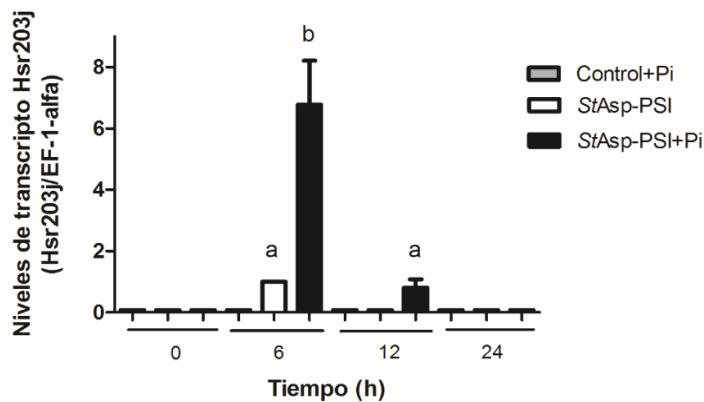 Niveles de transcripto Hsr203j
(Hsr203j/EF-1-alfa)
8
6
4
2
0
a
b
a
0
6
12
24
Tiempo (h)
Control+Pi
StAsp-PSI
StAsp-PSI+Pi